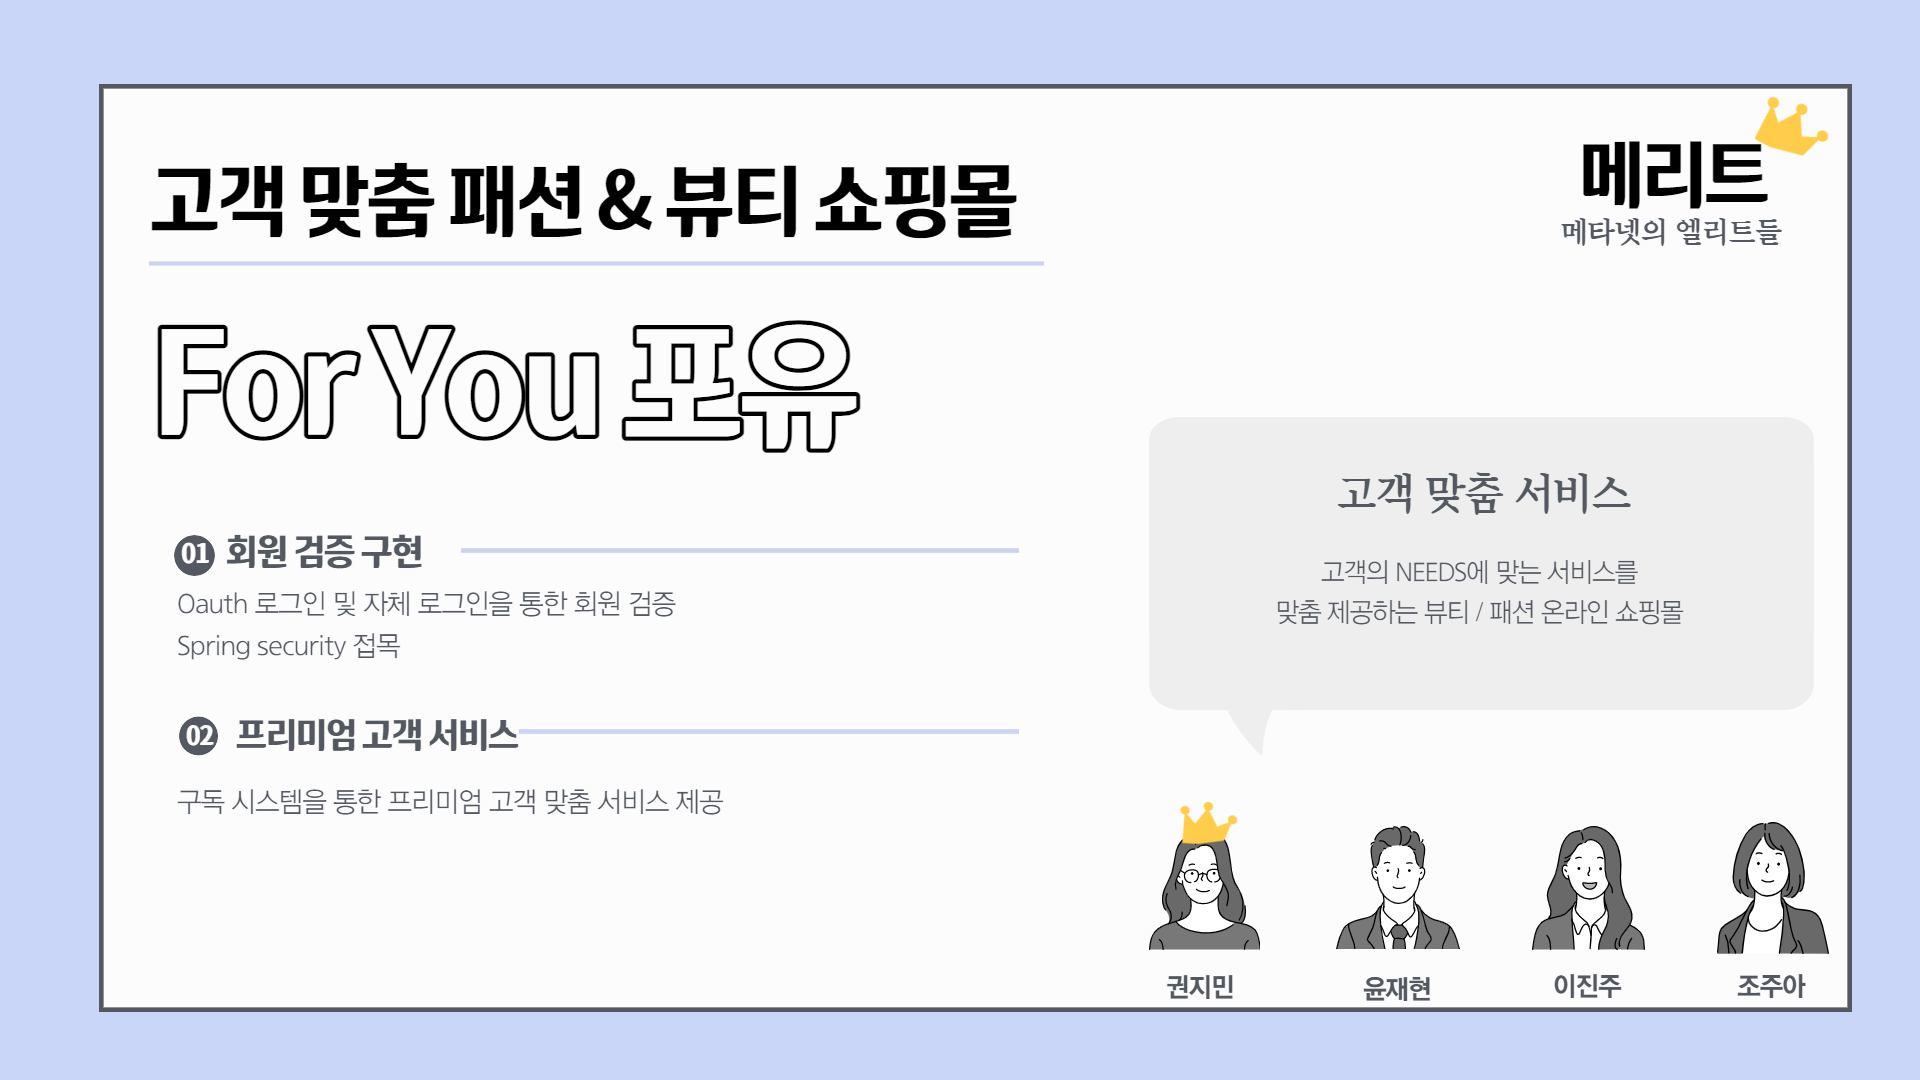 고객 맞춤 패션 & 뷰티 쇼핑몰
메리트
메타넷의 엘리트들
For You 포유
01 회원 검증 구현
Oauth 로그인 및 자체 로그인을 통한 회원 검증
Spring security 접목
02 프리미엄 고객 서비스
구독 시스템을 통한 프리미엄 고객 맞춤 서비스 제공
고객 맞춤 서비스
고객의 NEEDS에 맞는 서비스를
맞춤 제공하는 뷰티 / 패션 온라인 쇼핑몰
권지민
윤재현
이진주
조주아